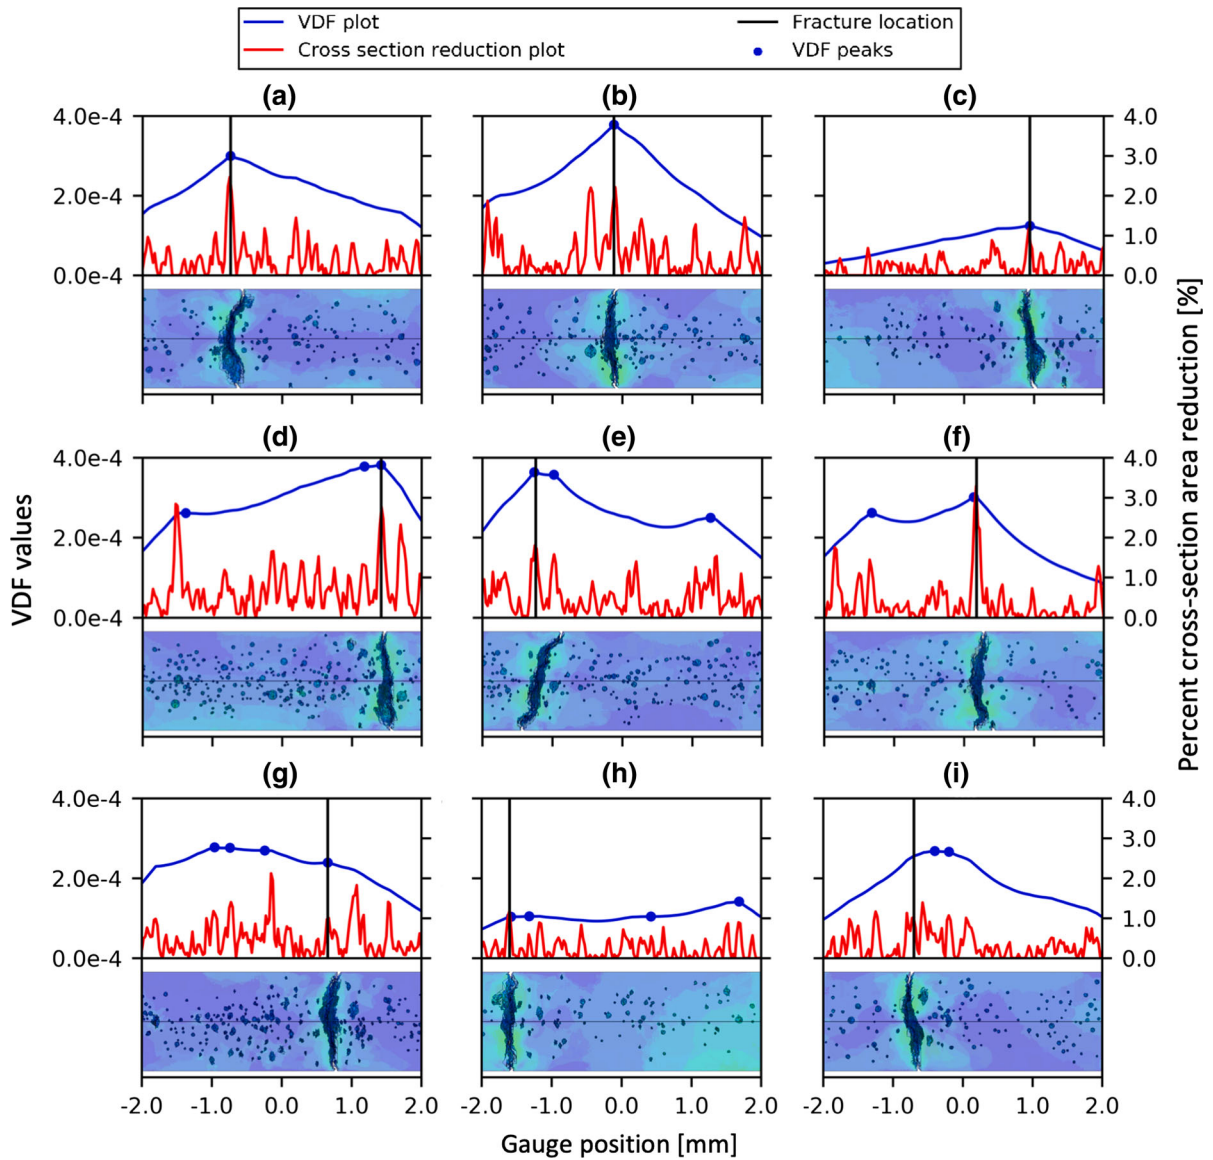 VDF plot
Fracture location
Cross section reduction plot
VDF peaks
(a)
(b)
(c)
4.0e-4
2.0e-4
0.0e-4
4.0
3.0
2.0
1.0
0.0
(d)
(e)
(f)
4.0e-4
2.0e-4
0.0e-4
4.0
3.0
2.0
1.0
0.0
VDF values
Percent cross-section area reduction [%]
(g)
(h)
(i)
4.0e-4
2.0e-4
0.0e-4
4.0
3.0
2.0
1.0
0.0
-2.0 -1.0 0.0 1.0 2.0
-2.0 -1.0 0.0 1.0 2.0
-2.0 -1.0 0.0 1.0 2.0
Gauge position [mm]